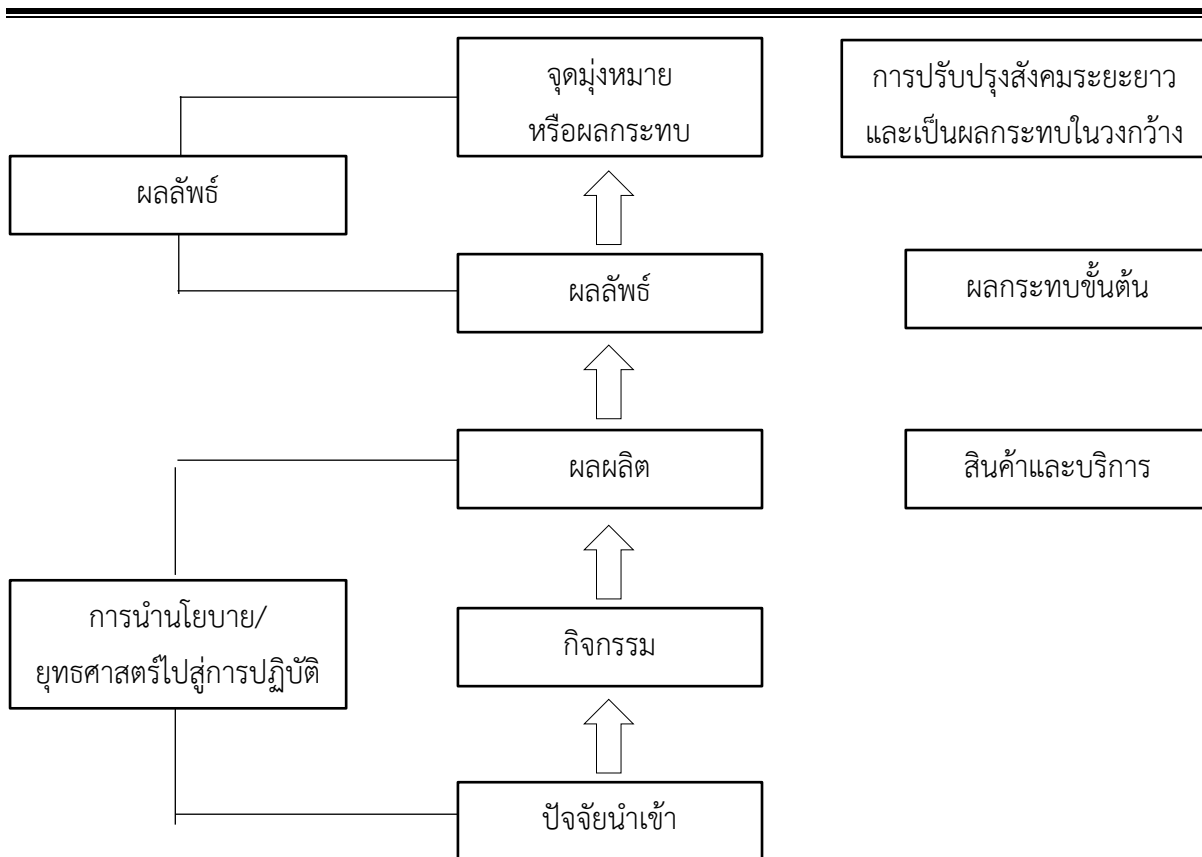 จุดมุ่งหมาย
หรือผลกระทบ
การปรับปรุงสังคมระยะยาว
และเป็นผลกระทบในวงกว้าง
ผลลัพธ์
ผลลัพธ์
ผลกระทบขั้นต้น
ผลผลิต
สินค้าและบริการ
การนำนโยบาย/
ยุทธศาสตร์ไปสู่การปฏิบัติ
กิจกรรม
ปัจจัยนำเข้า